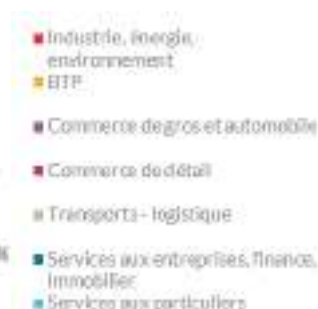 Industrie, énergie,
environnement
BTP
Commerce de gros et automobile
Commerce de détail
Transports - logistique
Services aux entreprises, finance,
immobilier
Services aux particuliers